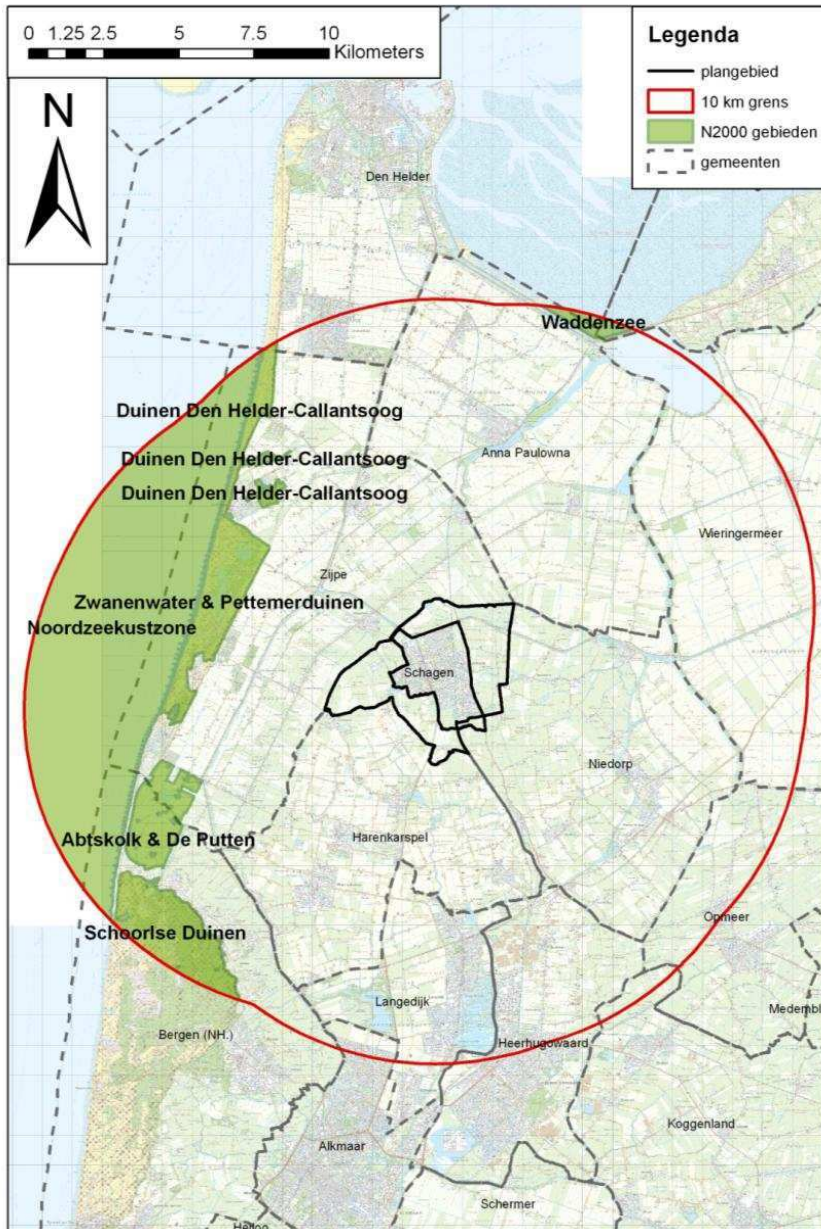 0 1.25 2.5 5 7.5 10
Kilometers
N
Legenda
plangebied
10 km grens
N2000 gebieden
gemeenten
Den Helder
Waddenzee
Duinen Den Helder-Callantsoog
Anna Paulowna
Duinen Den Helder-Callantsoog
Duinen Den Helder-Callantsoog
Wieringermeer
Zijpe
Zwanenwater & Pettemerduinen
Noordzeekustzone
Schagen
Niedorp
Harenkarspel
Abtskolk & De Putten
Opmeer
Schoorlse Duinen
Langedijk
Medembl
Bergen (NH.)
Heerhugowaard
Koggenland
Alkmaar
Schermer
Heiloo